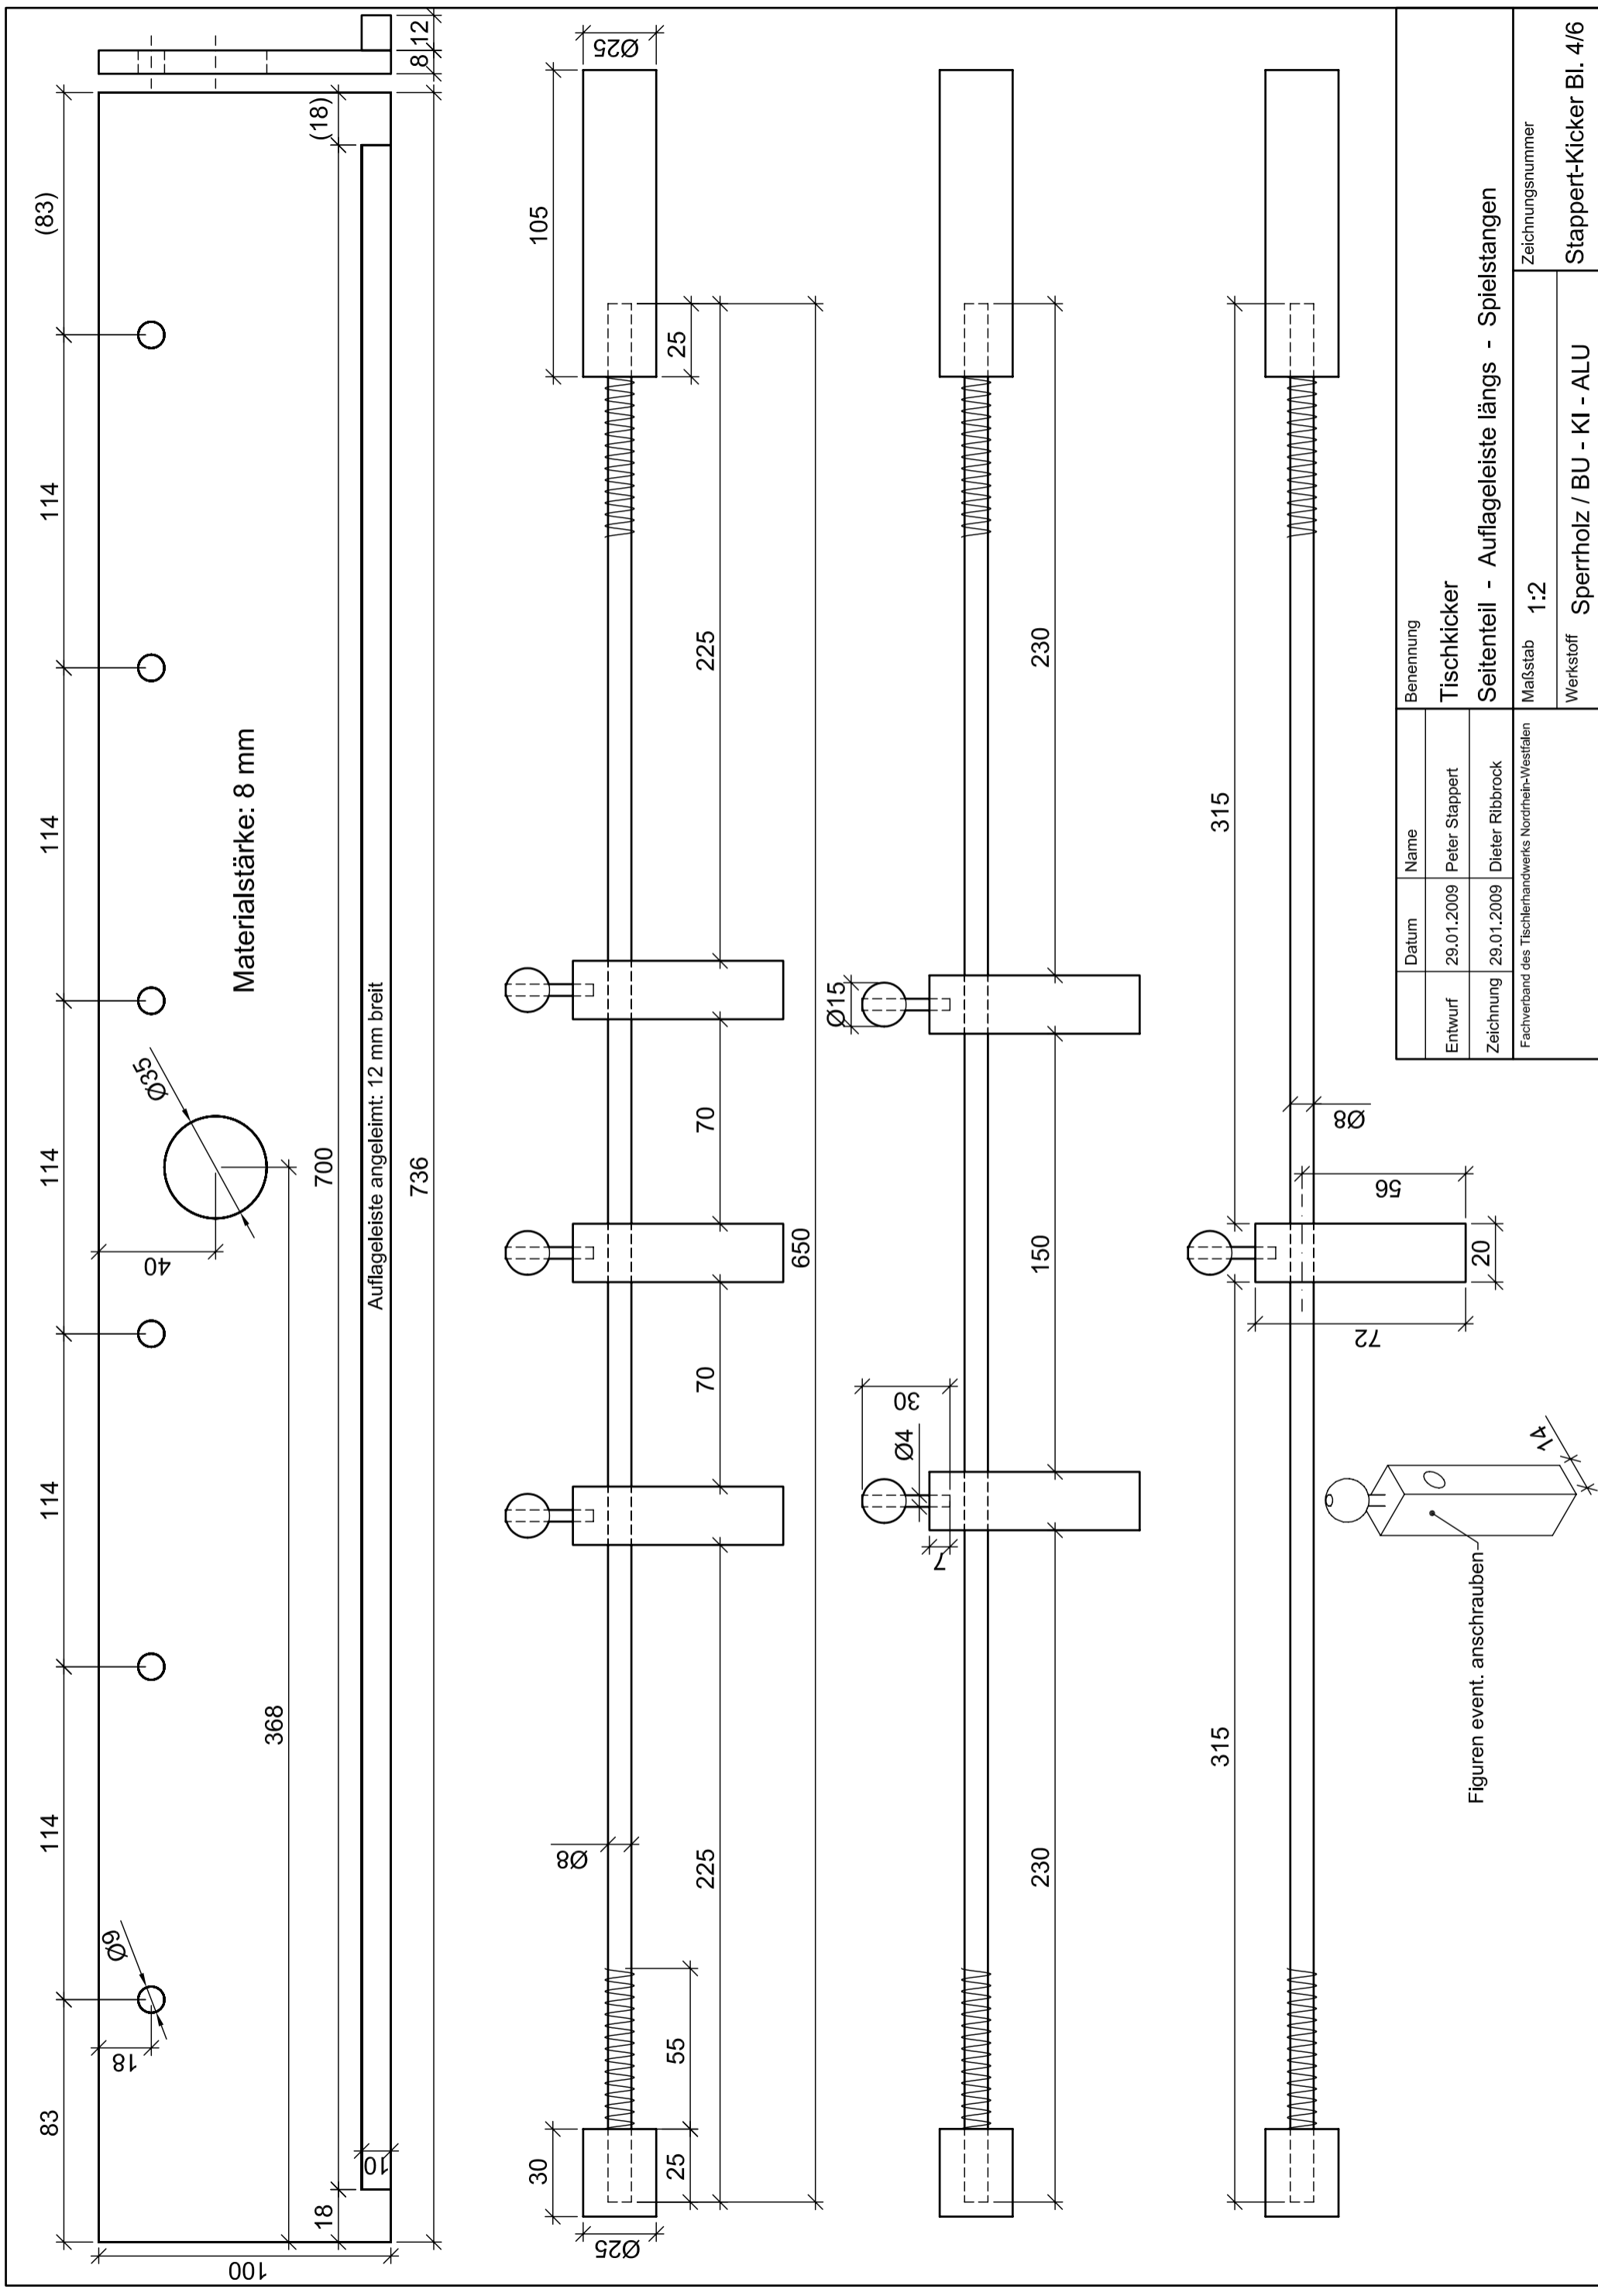 83
114
114
114
114
114
114
(83)
Ø9
18
Ø35
40
Materialstärke: 8 mm
368
100
10
18
700
(18)
Auflageleiste angeleimt: 12 mm breit
736
8
12
30
105
Ø25
Ø25
Ø8
25
55
25
225
70
70
225
650
Ø15
30
Ø4
7
230
150
230
315
315
Ø8
56
72
20
Figuren event. anschrauben
14
Datum
Name
Benennung
Entwurf
29.01.2009
Peter Stappert
Tischkicker
Zeichnung
29.01.2009
Dieter Ribbrock
Seitenteil - Auflageleiste längs - Spielstangen
Fachverband des Tischlerhandwerks Nordrhein-Westfalen
Maßstab
1:2
Zeichnungsnummer
Werkstoff
Sperrholz / BU - KI - ALU
Stappert-Kicker Bl. 4/6